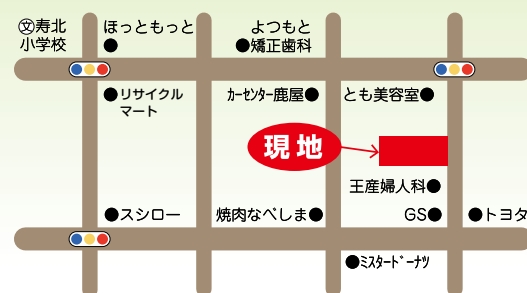 ㊫寿北
小学校
ほっともっと
よつもと
矯正歯科
リサイクル
マート
カーセンター鹿屋
とも美容室
現地
王産婦人科
スシロー
焼肉なべしま
GS
トヨタ
ミスタードーナツ